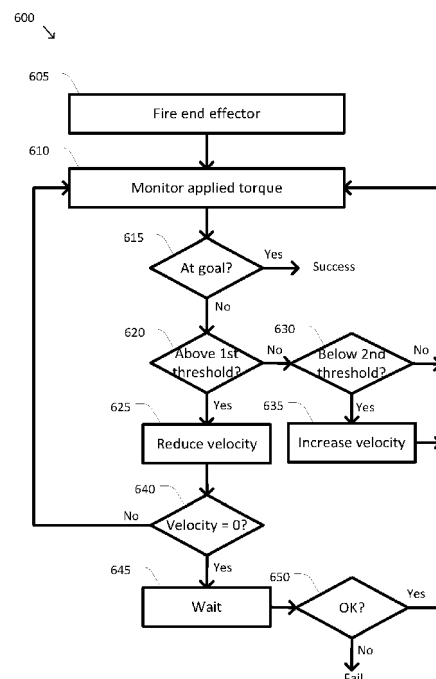 600
605
Fire end effector
610
Monitor applied torque
615
At goal?
Yes
Success
No
620
Above 1st
threshold?
No
630
Below 2nd
threshold?
No
Yes
625
Reduce velocity
Yes
635
Increase velocity
640
Velocity = 0?
No
Yes
645
Wait
650
OK?
Yes
No
Fail